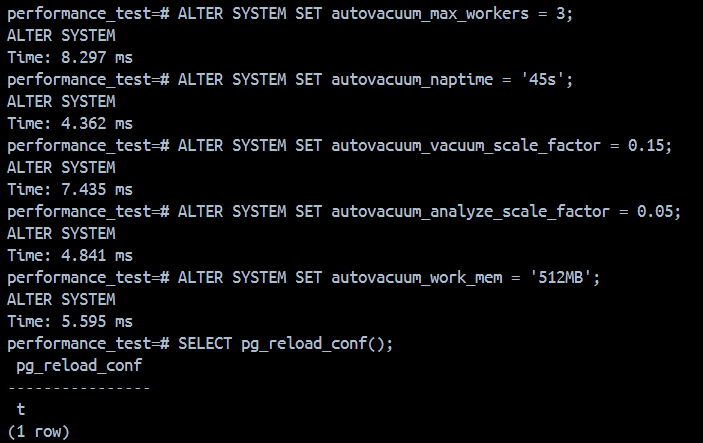 performance_test=# ALTER SYSTEM SET autovacuum_max_workers = 3;
ALTER SYSTEM
Time: 8.297 ms
performance_test=# ALTER SYSTEM SET autovacuum_naptime = '45s';
ALTER SYSTEM
Time: 4.362 ms
performance_test=# ALTER SYSTEM SET autovacuum_vacuum_scale_factor = 0.15;
ALTER SYSTEM
Time: 7.435 ms
performance_test=# ALTER SYSTEM SET autovacuum_analyze_scale_factor = 0.05;
ALTER SYSTEM
Time: 4.841 ms
performance_test=# ALTER SYSTEM SET autovacuum_work_mem = '512MB';
ALTER SYSTEM
Time: 5.595 ms
performance_test=# SELECT pg_reload_conf();
 pg_reload_conf
----------------
 t
(1 row)